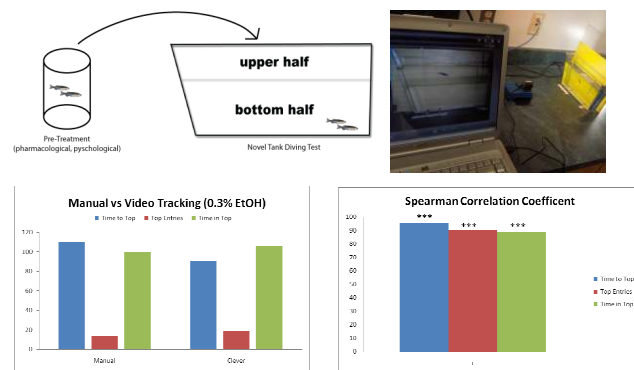 upper half
bottom half
Pre-Treatment
(pharmacological, pyschological)
Novel Tank Diving Test
Manual vs Video Tracking (0.3% EtOH)
Time to Top Top Entries Time in Top
120
100
80
60
40
20
0
Manual Clever
Spearman Correlation Coefficent
100
90
80
70
60
50
40
30
20
10
0
*** *** ***
Time to Top
Top Entries
Time in Top
1